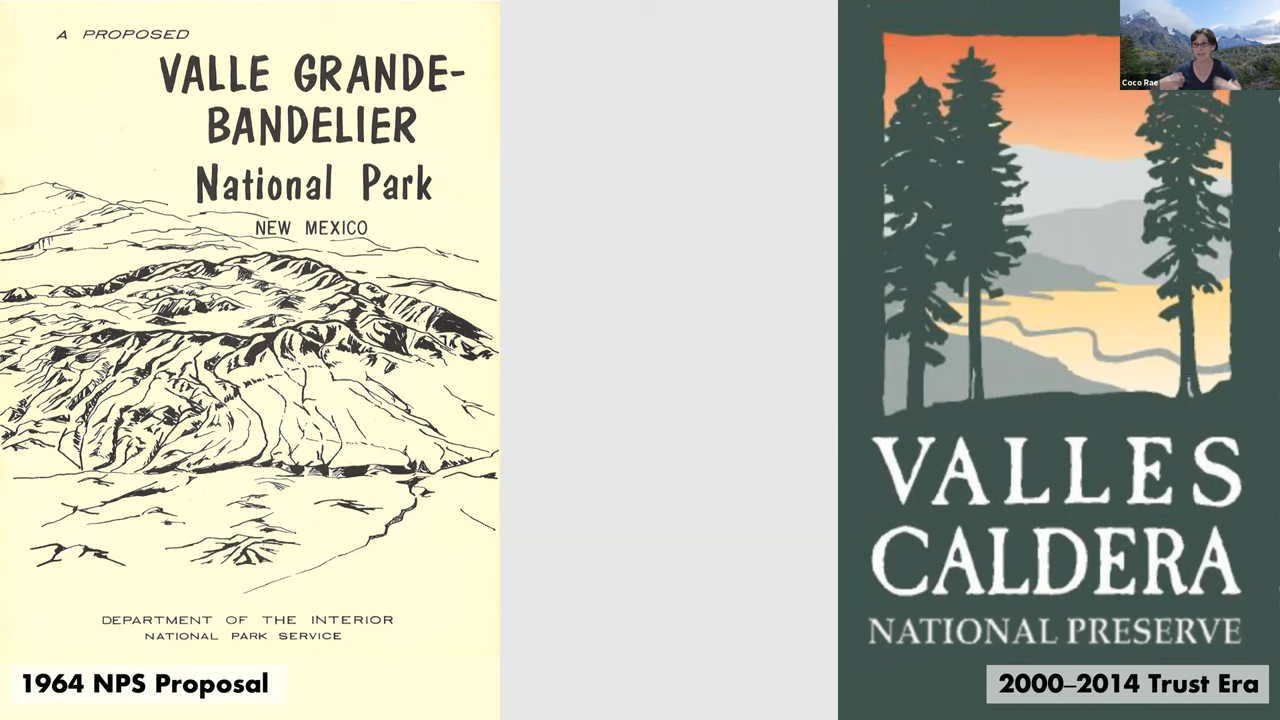 A PROPOSED
VALLE GRANDE-
BANDELIER
National Park
NEW MEXICO
DEPARTMENT OF THE INTERIOR
NATIONAL PARK SERVICE
1964 NPS Proposal
Coco Rae
VALLES
CALDERA
NATIONAL PRESERVE
2000–2014 Trust Era